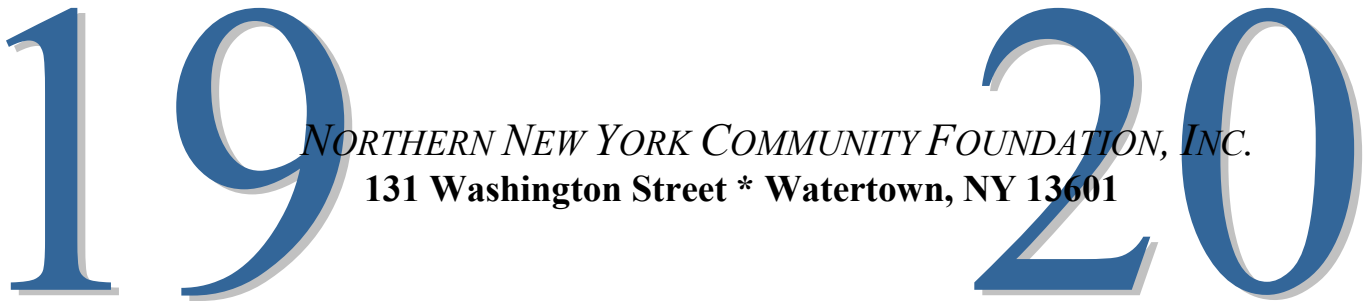 19 20
NORTHERN NEW YORK COMMUNITY FOUNDATION, INC.
131 Washington Street * Watertown, NY 13601